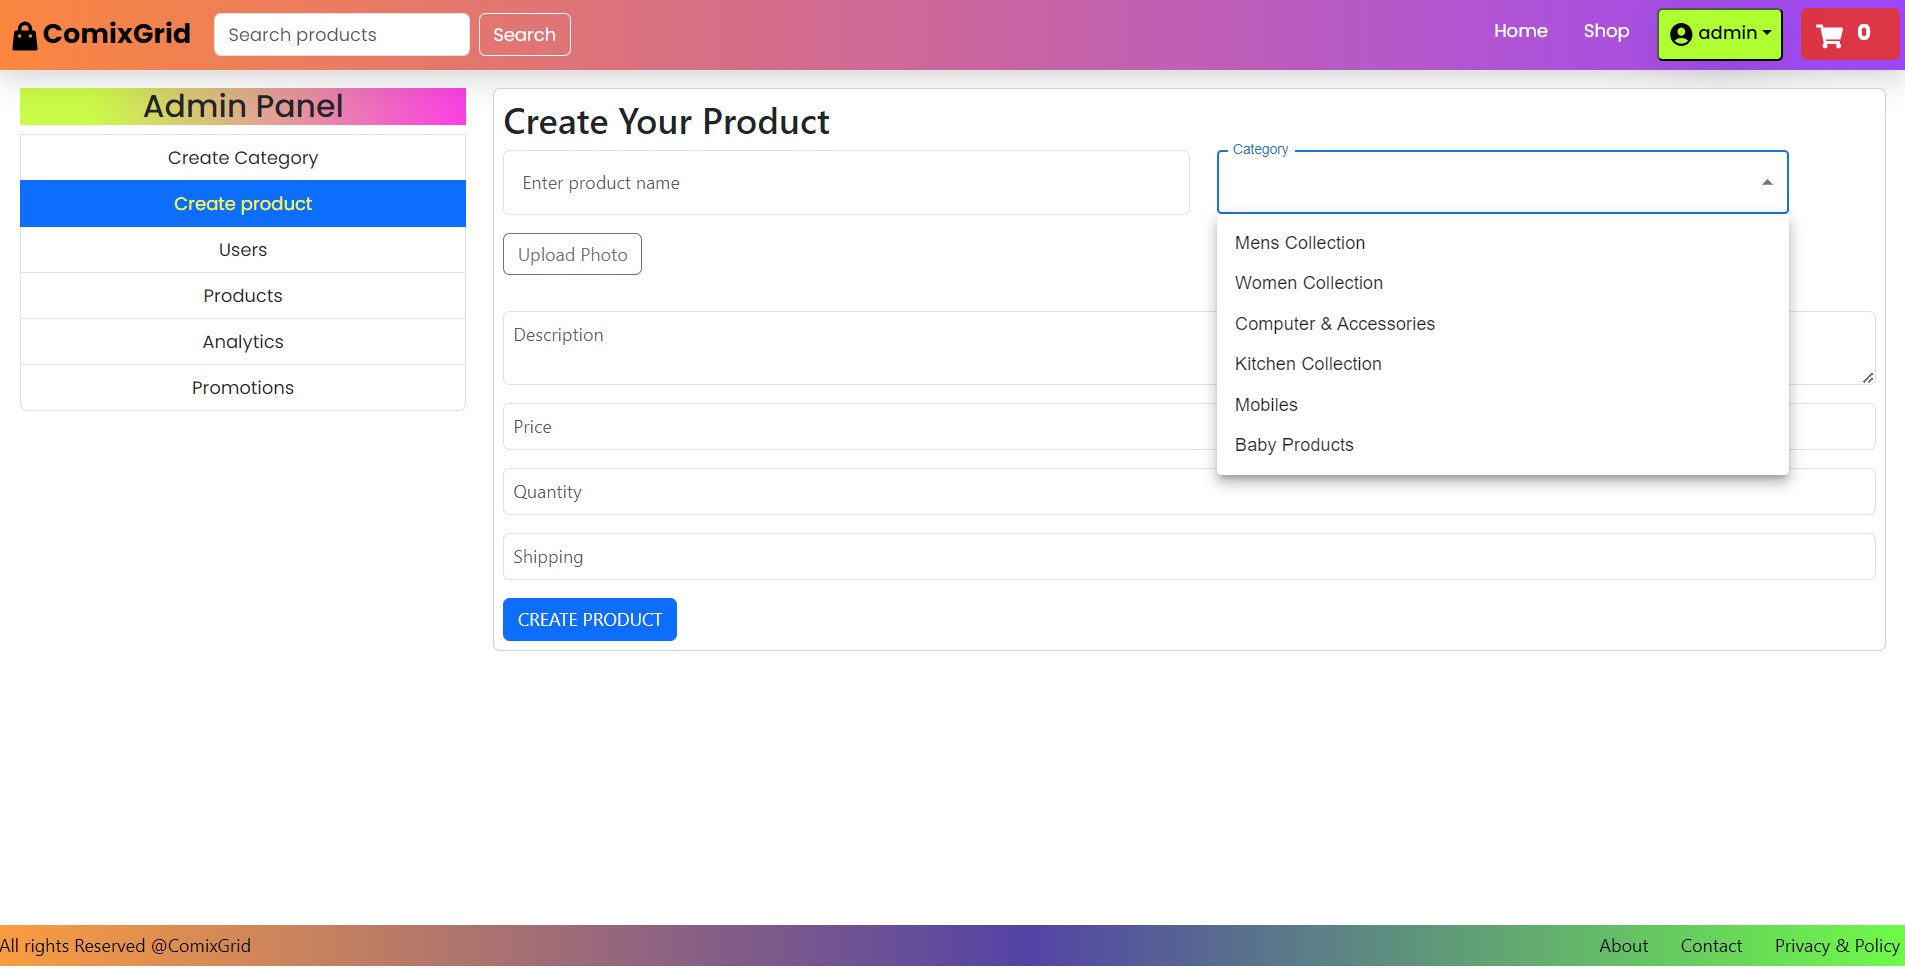 ComixGrid
Search products
Search
Home
Shop
admin
0
Admin Panel
Create Category
Create product
Users
Products
Analytics
Promotions
Create Your Product
Enter product name
Category
Mens Collection
Women Collection
Computer & Accessories
Kitchen Collection
Mobiles
Baby Products
Upload Photo
Description
Price
Quantity
Shipping
CREATE PRODUCT
All rights Reserved @ComixGrid
About
Contact
Privacy & Policy